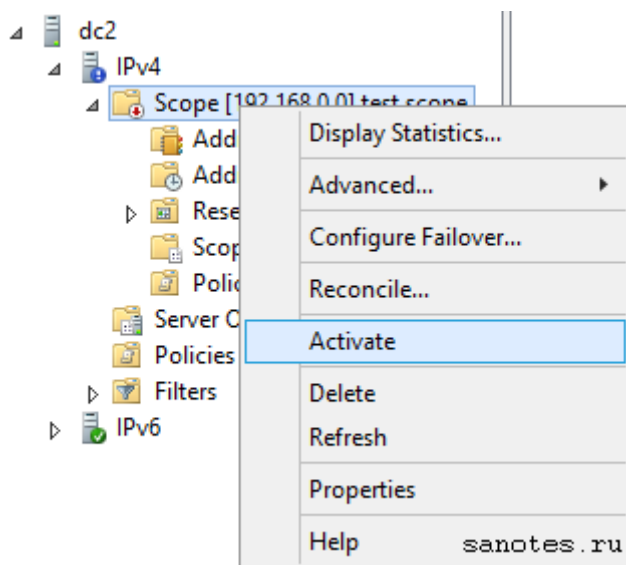 dc2
IPv4
Scope [192.168.0.0] test scope
Add
Add
Rese
Scop
Polic
Server O
Policies
Filters
IPv6
Display Statistics...
Advanced...
Configure Failover...
Reconcile...
Activate
Delete
Refresh
Properties
Help
sanotes.ru